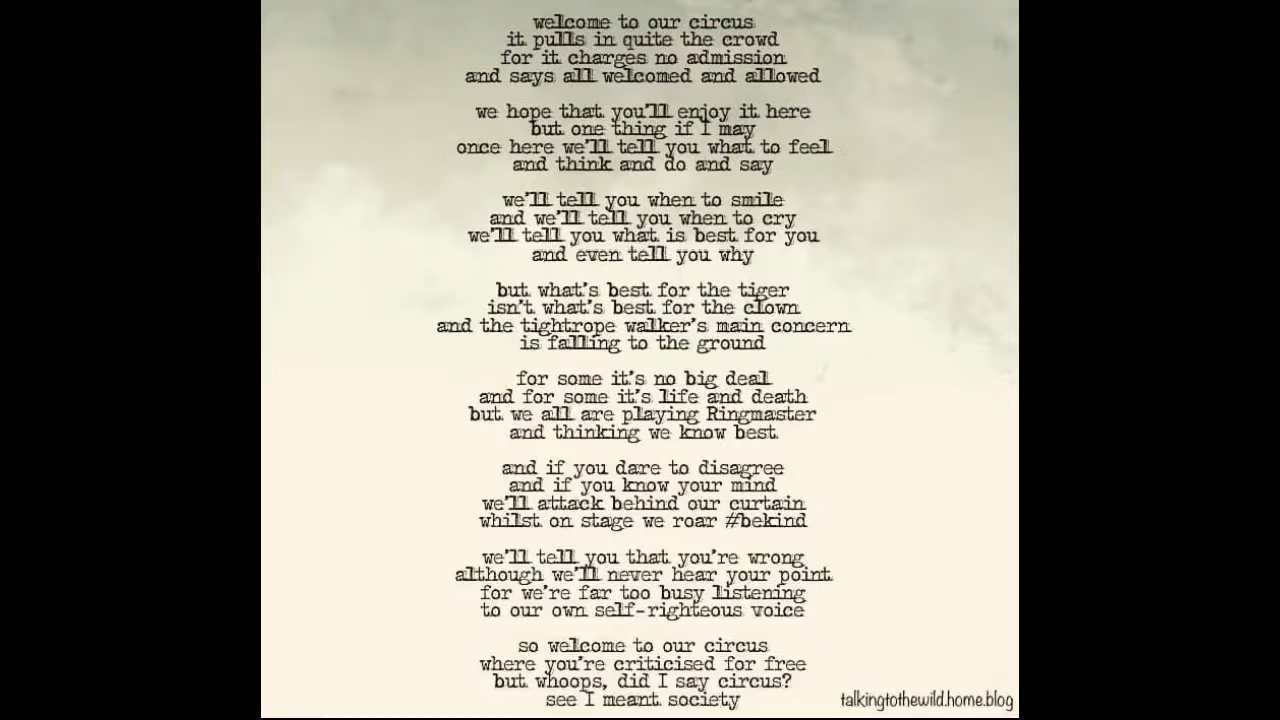 welcome to our circus
it pulls in quite the crowd
for it charges no admission
and says all welcomed and allowed
we hope that you'll enjoy it here
but one thing if I may
once here we'll tell you what to feel
and think and do and say
we'll tell you when to smile
and we'll tell you when to cry
we'll tell you what is best for you
and even tell you why
but what's best for the tiger
isn't what's best for the clown
and the tightrope walker's main concern
is falling to the ground
for some it's no big deal
and for some it's life and death
but we all are playing Ringmaster
and thinking we know best
and if you dare to disagree
and if you know your mind
we'll attack behind our curtain
whilst on stage we roar #bekind
we'll tell you that you're wrong
although we'll never hear your point
for we're far too busy listening
to our own self-righteous voice
so welcome to our circus
where you're criticised for free
but whoops, did I say circus?
see I meant society
talkingtothewild.home.blog